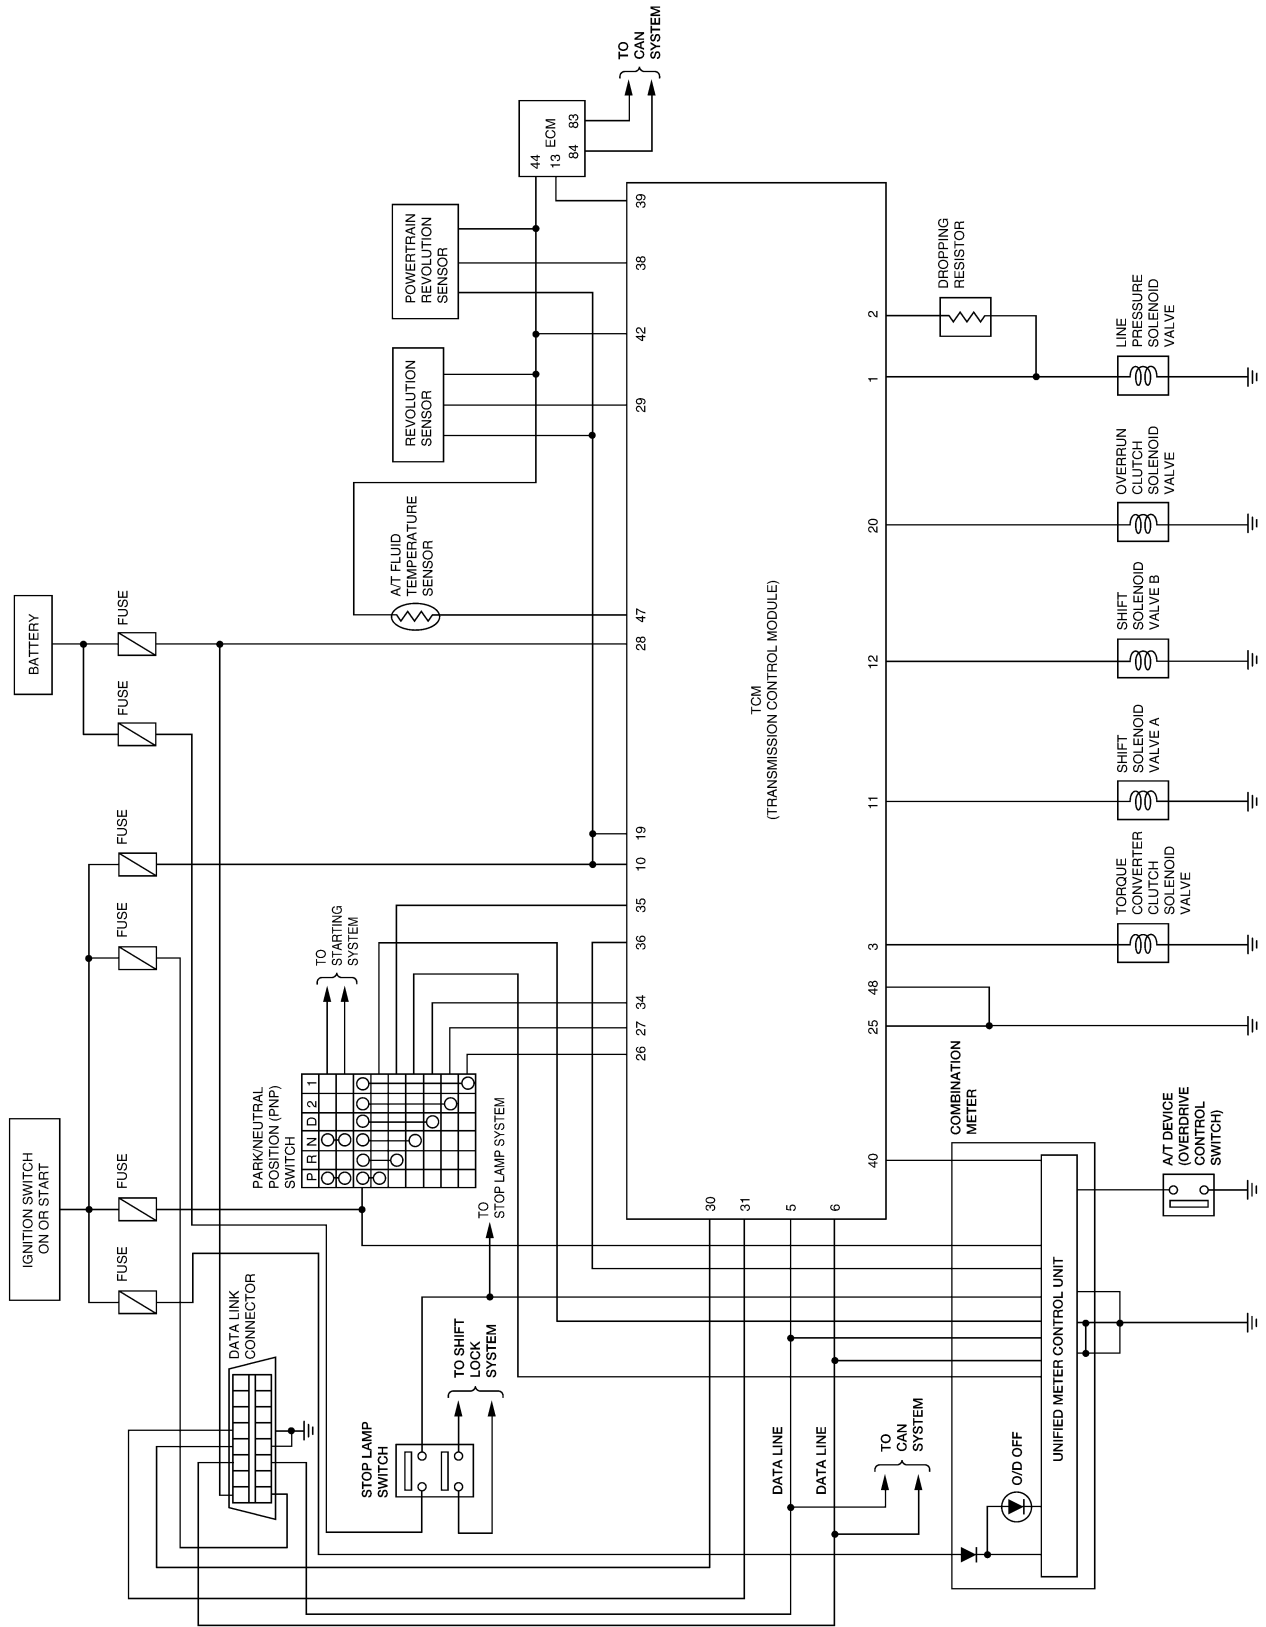 IGNITION SWITCH
ON OR START
BATTERY
FUSE
FUSE
FUSE
FUSE
FUSE
FUSE
DATA LINK
CONNECTOR
PARK/NEUTRAL
POSITION (PNP)
SWITCH
P
R
N
D
2
1
TO
STARTING
SYSTEM
STOP LAMP
SWITCH
TO SHIFT
LOCK
SYSTEM
TO
STOP LAMP SYSTEM
A/T FLUID
TEMPERATURE
SENSOR
REVOLUTION
SENSOR
POWERTRAIN
REVOLUTION
SENSOR
44
13
ECM
84
83
TO
CAN
SYSTEM
26
27
34
36
35
10
19
28
47
29
42
38
39
TCM
(TRANSMISSION CONTROL MODULE)
30
31
5
6
DATA LINE
DATA LINE
TO
CAN
SYSTEM
40
25
48
3
11
12
20
1
2
DROPPING
RESISTOR
COMBINATION
METER
O/D OFF
UNIFIED METER CONTROL UNIT
A/T DEVICE
(OVERDRIVE
CONTROL
SWITCH)
TORQUE
CONVERTER
CLUTCH
SOLENOID
VALVE
SHIFT
SOLENOID
VALVE A
SHIFT
SOLENOID
VALVE B
OVERRUN
CLUTCH
SOLENOID
VALVE
LINE
PRESSURE
SOLENOID
VALVE